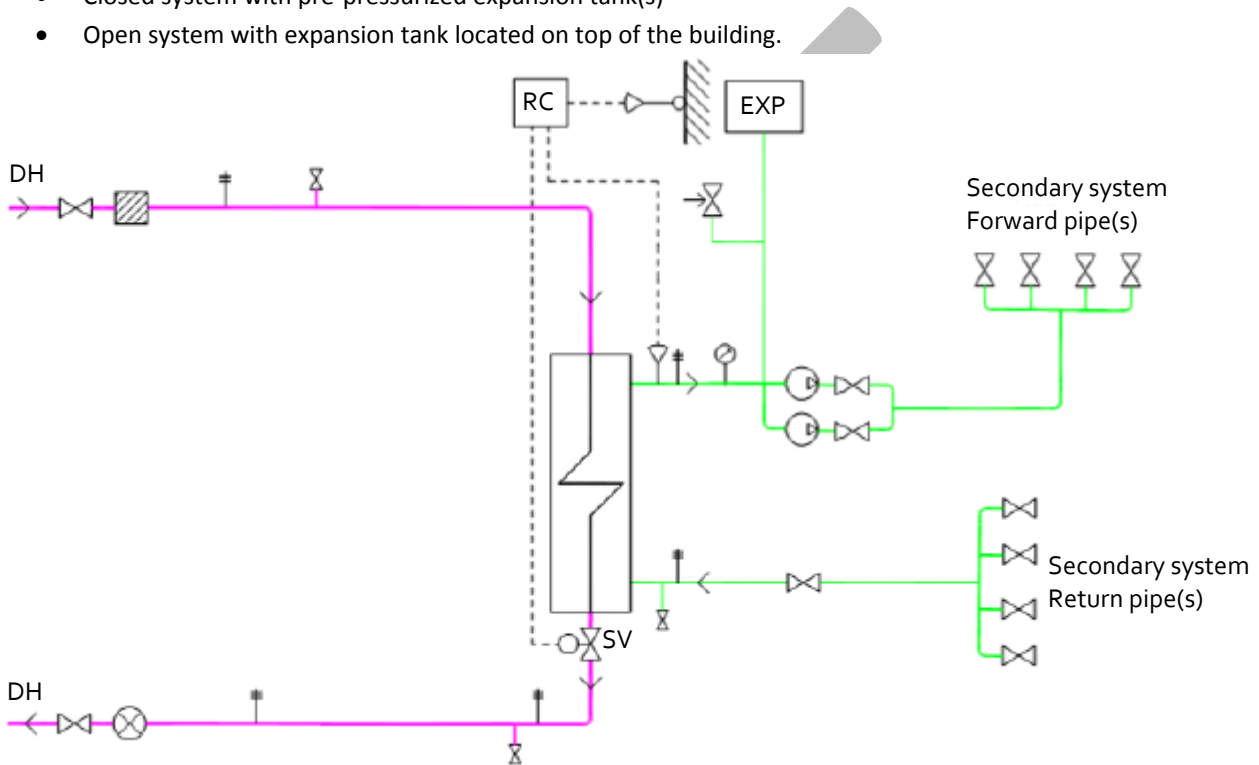 • Closed system with pre-pressurized expansion tank(s)
• Open system with expansion tank located on top of the building.
RC
EXP
DH
Secondary system
Forward pipe(s)
Secondary system
Return pipe(s)
SV
DH